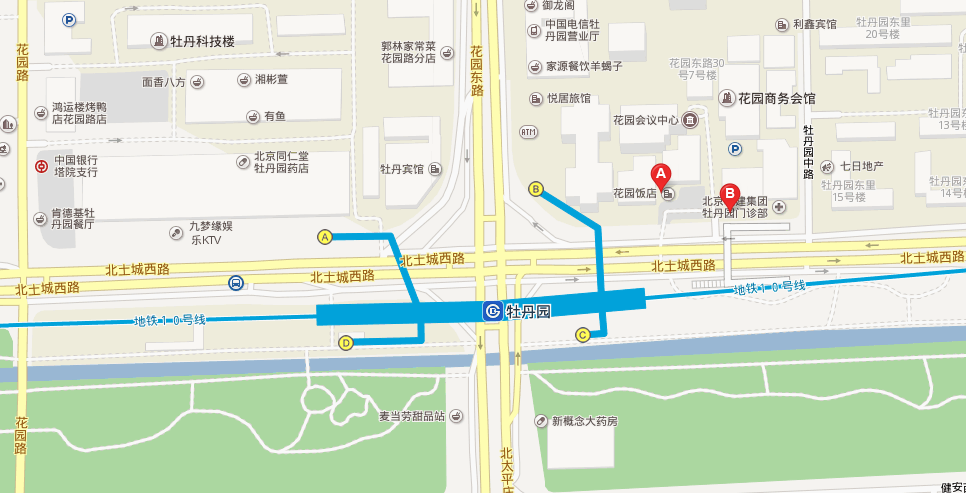 御龙阁
P
中国电信牡
丹园营业厅
利鑫宾馆
牡丹园东里
20号楼
牡丹科技楼
花园路
郭林家常菜
花园路分店
花园东路
家源餐饮羊蝎子
花园东路30
号7号楼
面香八方
湘彬萱
悦居旅馆
花园商务会馆
鸿运楼烤鸭
店花园路店
有鱼
ATM
花园会议中心
牡丹园东里
13号楼
牡丹园中路
中国银行
塔院支行
北京同仁堂
牡丹园药店
牡丹宾馆
P
七日地产
A
B
花园饭店
B
牡丹园东里
15号楼
牡丹园东里
14号楼
肯德基牡
丹园餐厅
九梦缘娱
乐KTV
牡丹园门诊部
A
北土城西路
北土城西路
北土城西路
北土城西路
北土城西路
北土城西路
地铁10号线
地铁10号线
牡丹园
D
C
麦当劳甜品站
新概念大药房
花园路
北太平庄